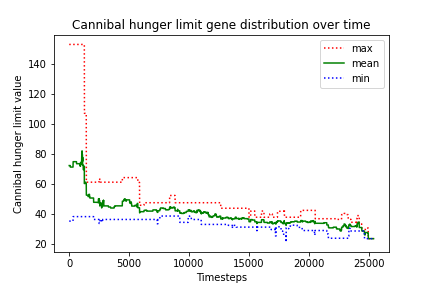 Cannibal hunger limit gene distribution over time
Cannibal hunger limit value
140
120
100
80
60
40
20
max
mean
min
0
5000
10000
15000
20000
25000
Timesteps